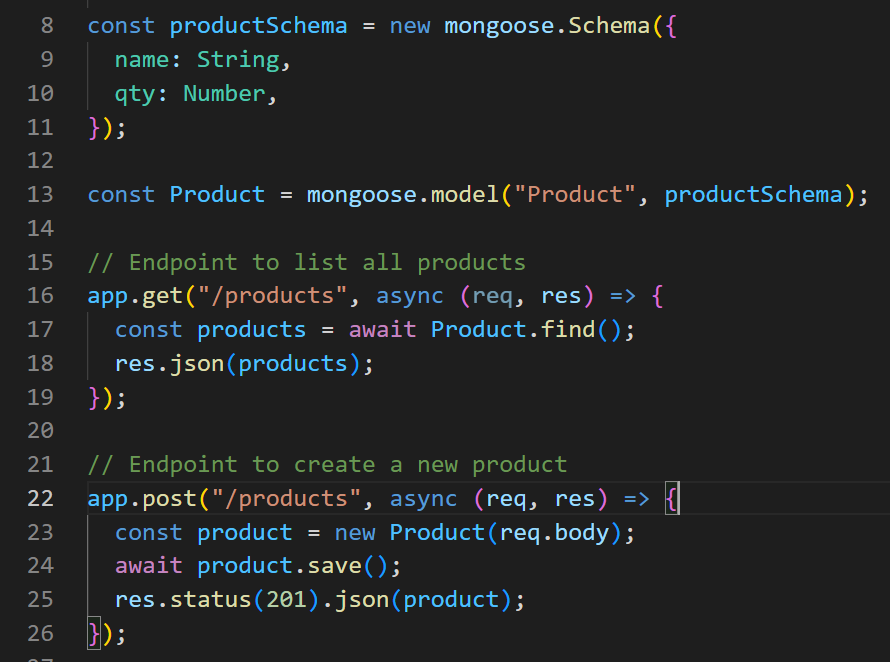 8 const productSchema = new mongoose.Schema({
9 name: String,
10 qty: Number,
11 });
12
13 const Product = mongoose.model("Product", productSchema);
14
15 // Endpoint to list all products
16 app.get("/products", async (req, res) => {
17 const products = await Product.find();
18 res.json(products);
19 });
20
21 // Endpoint to create a new product
22 app.post("/products", async (req, res) => {
23 const product = new Product(req.body);
24 await product.save();
25 res.status(201).json(product);
26 });